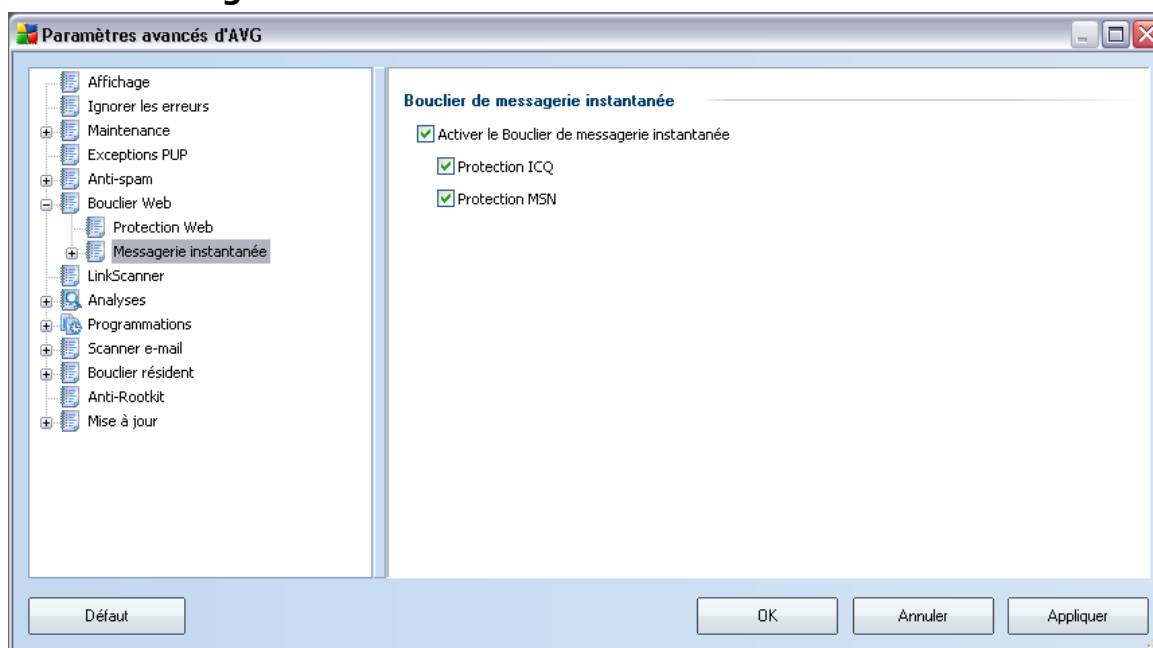 Paramètres avancés d'AVG
Affichage
Ignorer les erreurs
Maintenance
Exceptions PUP
Anti-spam
Bouclier Web
Protection Web
Messagerie instantanée
LinkScanner
Analyses
Programmations
Scanner e-mail
Bouclier résident
Anti-Rootkit
Mise à jour
Bouclier de messagerie instantanée
Activer le Bouclier de messagerie instantanée
Protection ICQ
Protection MSN
Défaut
OK
Annuler
Appliquer